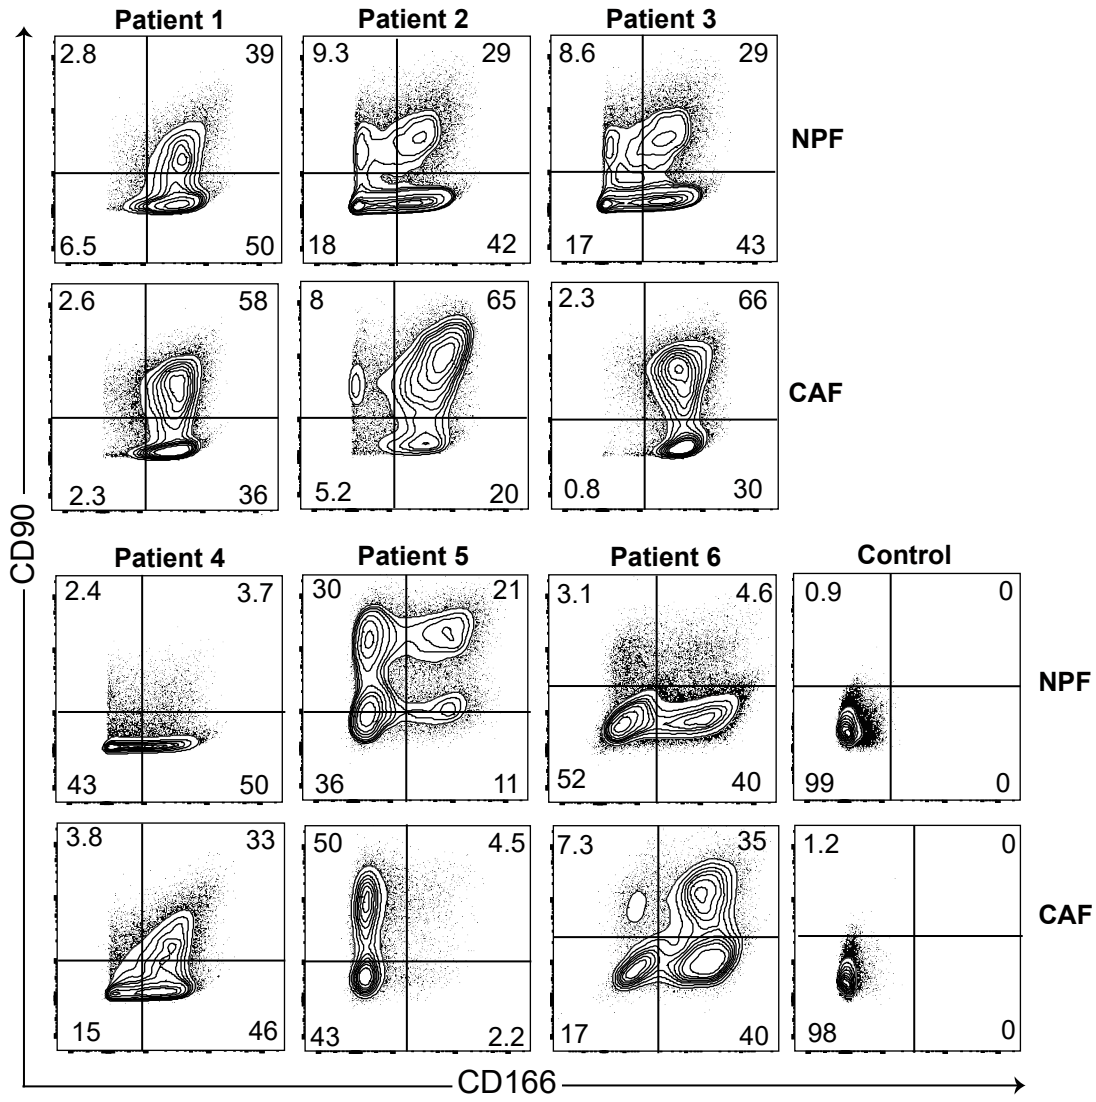 Patient 1 Patient 2 Patient 3
2.8 39 9.3 29 8.6 29
NPF
6.5 50 18 42 17 43
2.6 58 8 65 2.3 66
CAF
2.3 36 5.2 20 0.8 30
CD90
Patient 4 Patient 5 Patient 6 Control
2.4 3.7 30 21 3.1 4.6 0.9 0
NPF
43 50 36 11 52 40 99 0
3.8 33 50 4.5 7.3 35 1.2 0
CAF
15 46 43 2.2 17 40 98 0
CD166